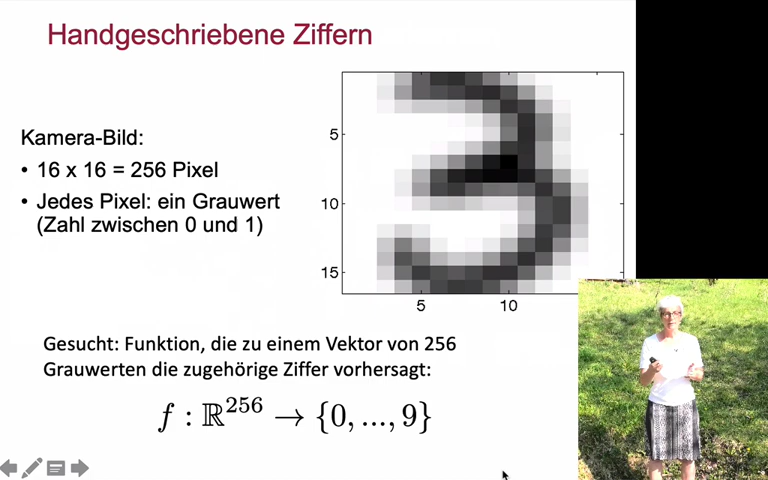 Handgeschriebene Ziffern
Kamera-Bild:
• 16 x 16 = 256 Pixel
• Jedes Pixel: ein Grauwert
(Zahl zwischen 0 und 1)
5
10
15
5
10
Gesucht: Funktion, die zu einem Vektor von 256
Grauwerten die zugehörige Ziffer vorhersagt:
f : ℝ²⁵⁶ → {0, ..., 9}